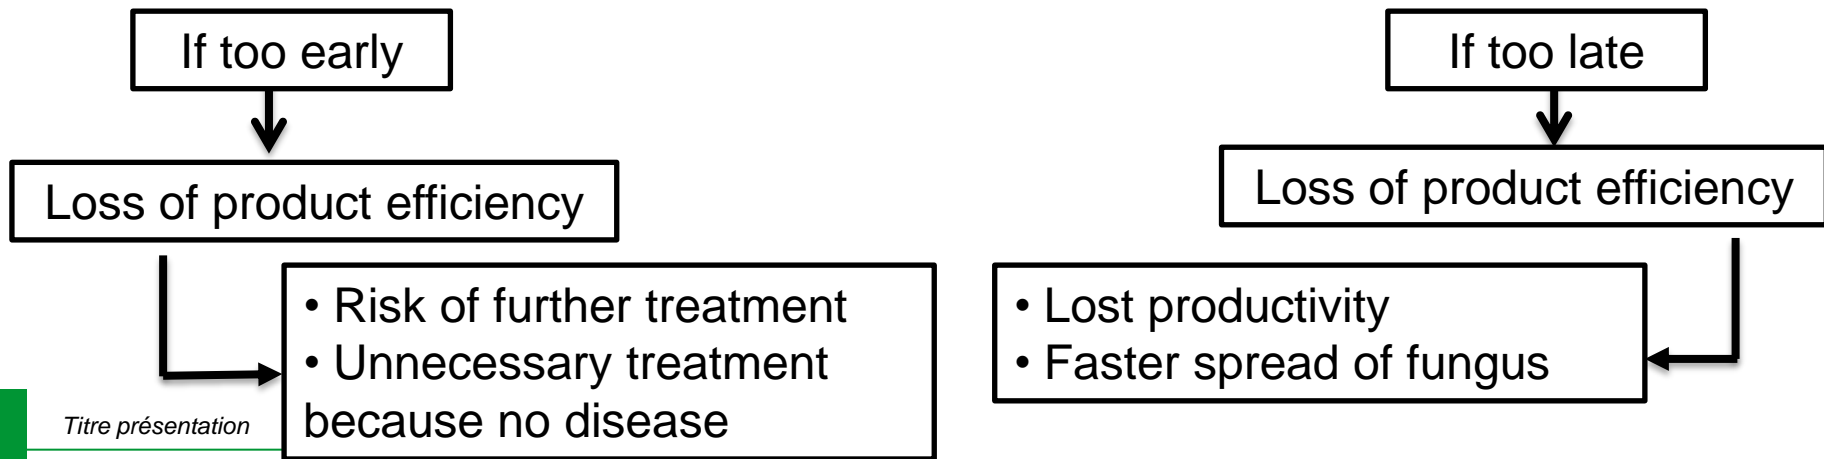 If too early
Loss of product efficiency
• Risk of further treatment
• Unnecessary treatment
because no disease
If too late
Loss of product efficiency
• Lost productivity
• Faster spread of fungus
Titre présentation